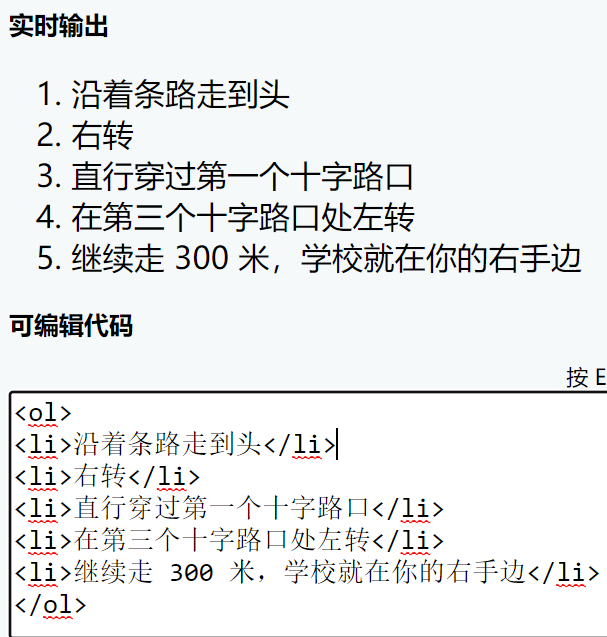 实时输出
1. 沿着条路走到头
2. 右转
3. 直行穿过第一个十字路口
4. 在第三个十字路口处左转
5. 继续走 300 米，学校就在你的右手边
可编辑代码
按 E
<ol>
<li>沿着条路走到头</li>
<li>右转</li>
<li>直行穿过第一个十字路口</li>
<li>在第三个十字路口处左转</li>
<li>继续走 300 米，学校就在你的右手边</li>
</ol>